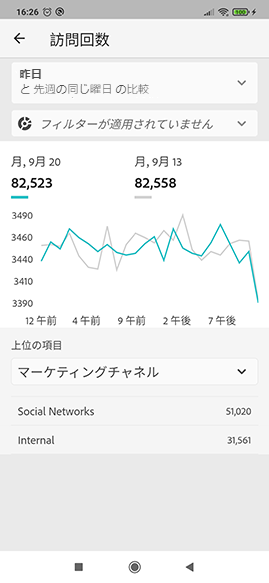 16:26
100
訪問回数
昨日
と 先週の同じ曜日 の比較
フィルターが適用されていません
月, 9月 20
月, 9月 13
82,523
82,558
3490
3460
3440
3410
3390
12 午前 4 午前 9 午前 2 午後 7 午後
上位の項目
マーケティングチャネル
Social Networks 51,020
Internal 31,561